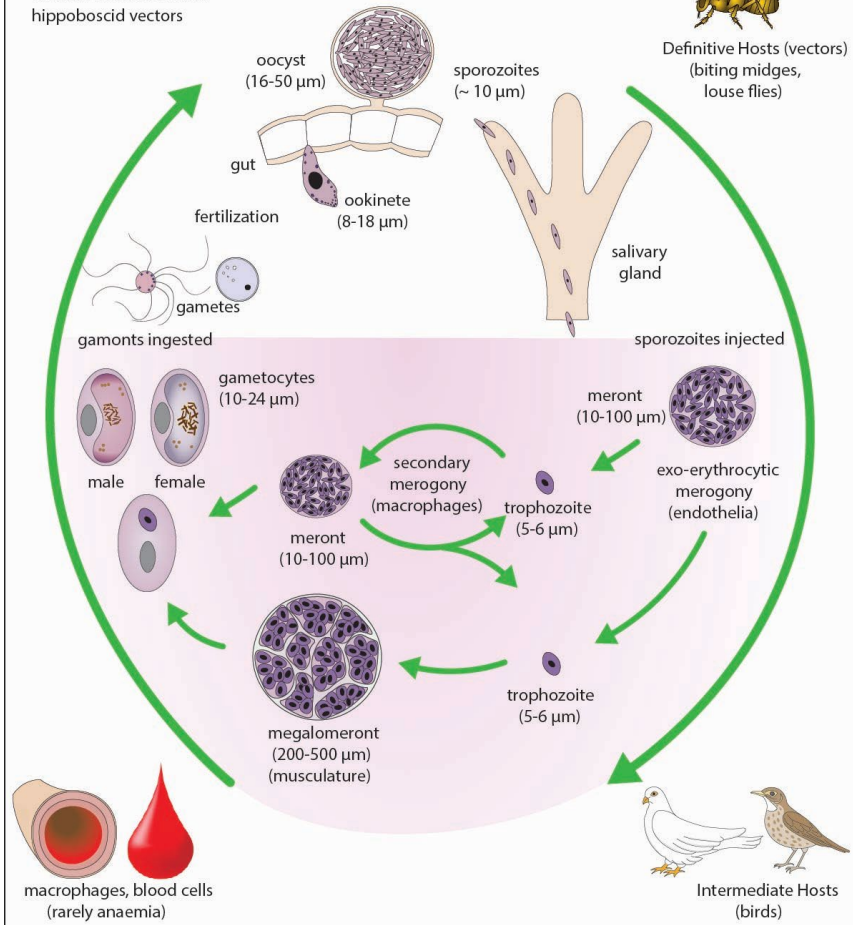 hippoboscid vectors
Definitive Hosts (vectors)
(biting midges,
louse flies)
oocyst
(16-50 µm)
sporozoites
(~ 10 µm)
gut
ookinete
(8-18 µm)
fertilization
salivary
gland
gametes
gamonts ingested
sporozoites injected
gametocytes
(10-24 µm)
male
female
meront
(10-100 µm)
secondary
merogony
(macrophages)
trophozoite
(5-6 µm)
exo-erythrocytic
merogony
(endothelia)
meront
(10-100 µm)
trophozoite
(5-6 µm)
megalomeront
(200-500 µm)
(musculature)
macrophages, blood cells
(rarely anaemia)
Intermediate Hosts
(birds)